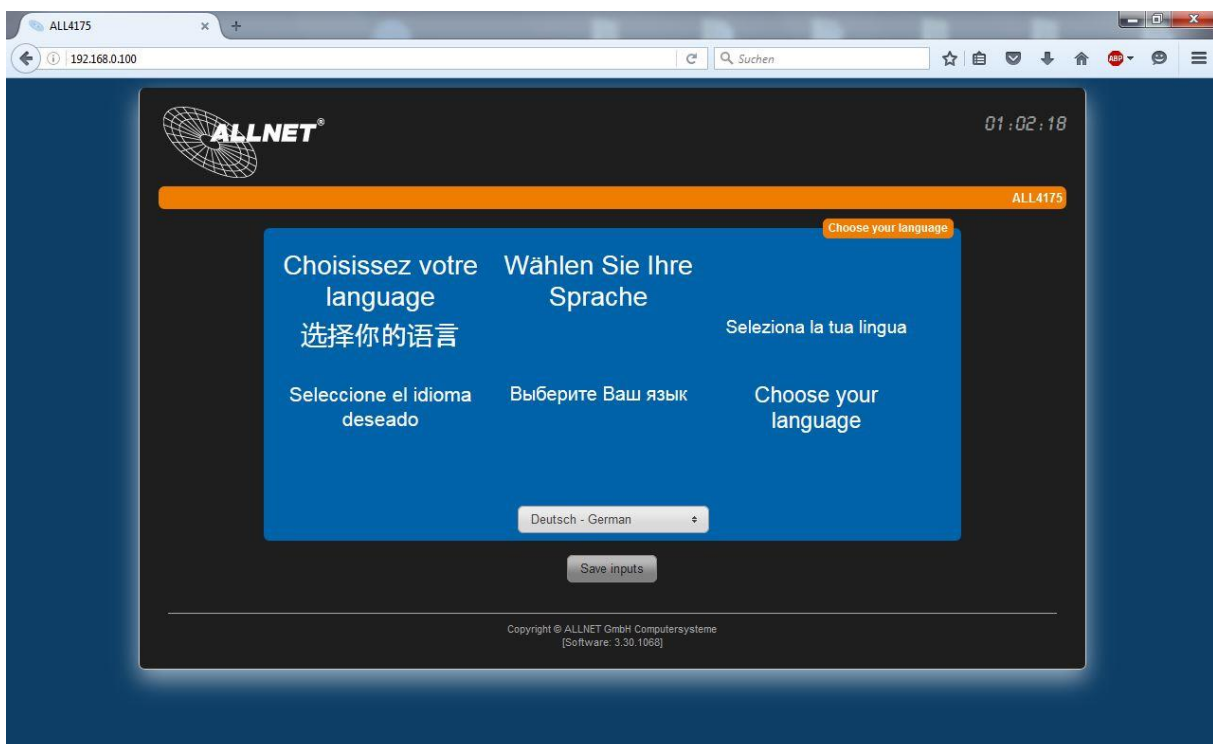 ALL4175
192.168.0.100
Suchen
ABP
ALLNET®
01:02:18
ALL4175
Choose your language
Choisissez votre
language
选择你的语言
Wählen Sie Ihre
Sprache
Seleziona la tua lingua
Seleccione el idioma
deseado
Выберите Ваш язык
Choose your
language
Deutsch - German
Save inputs
Copyright © ALLNET GmbH Computersysteme
[Software: 3.30.1068]